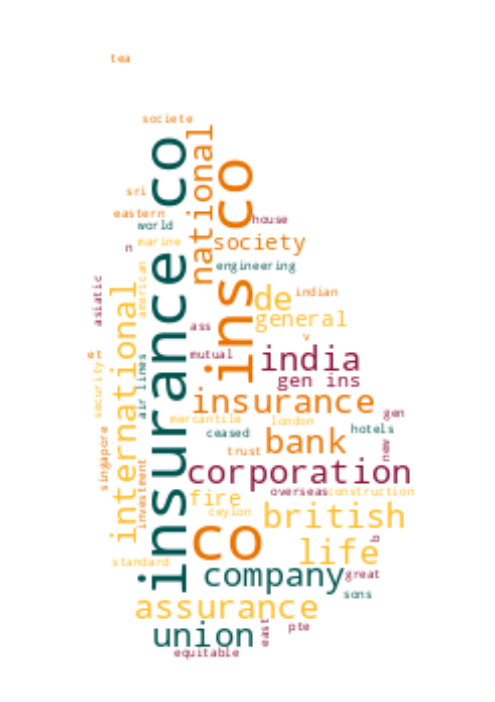 tea
societe
insurance co
national
ins co
sri
eastern
world
house
marine
n
society
engineering
american
asiatic
indian
de
international
general
ass
v
et
mutual
india
air lines
security
gen ins
insurance
gen
mercantile
london
hotels
ceased
bank
new
trust
singapore
corporation
investment
overseas
construction
fire
ceylon
british
co
b
life
standard
company
great
sons
assurance
east
pte
union
equitable